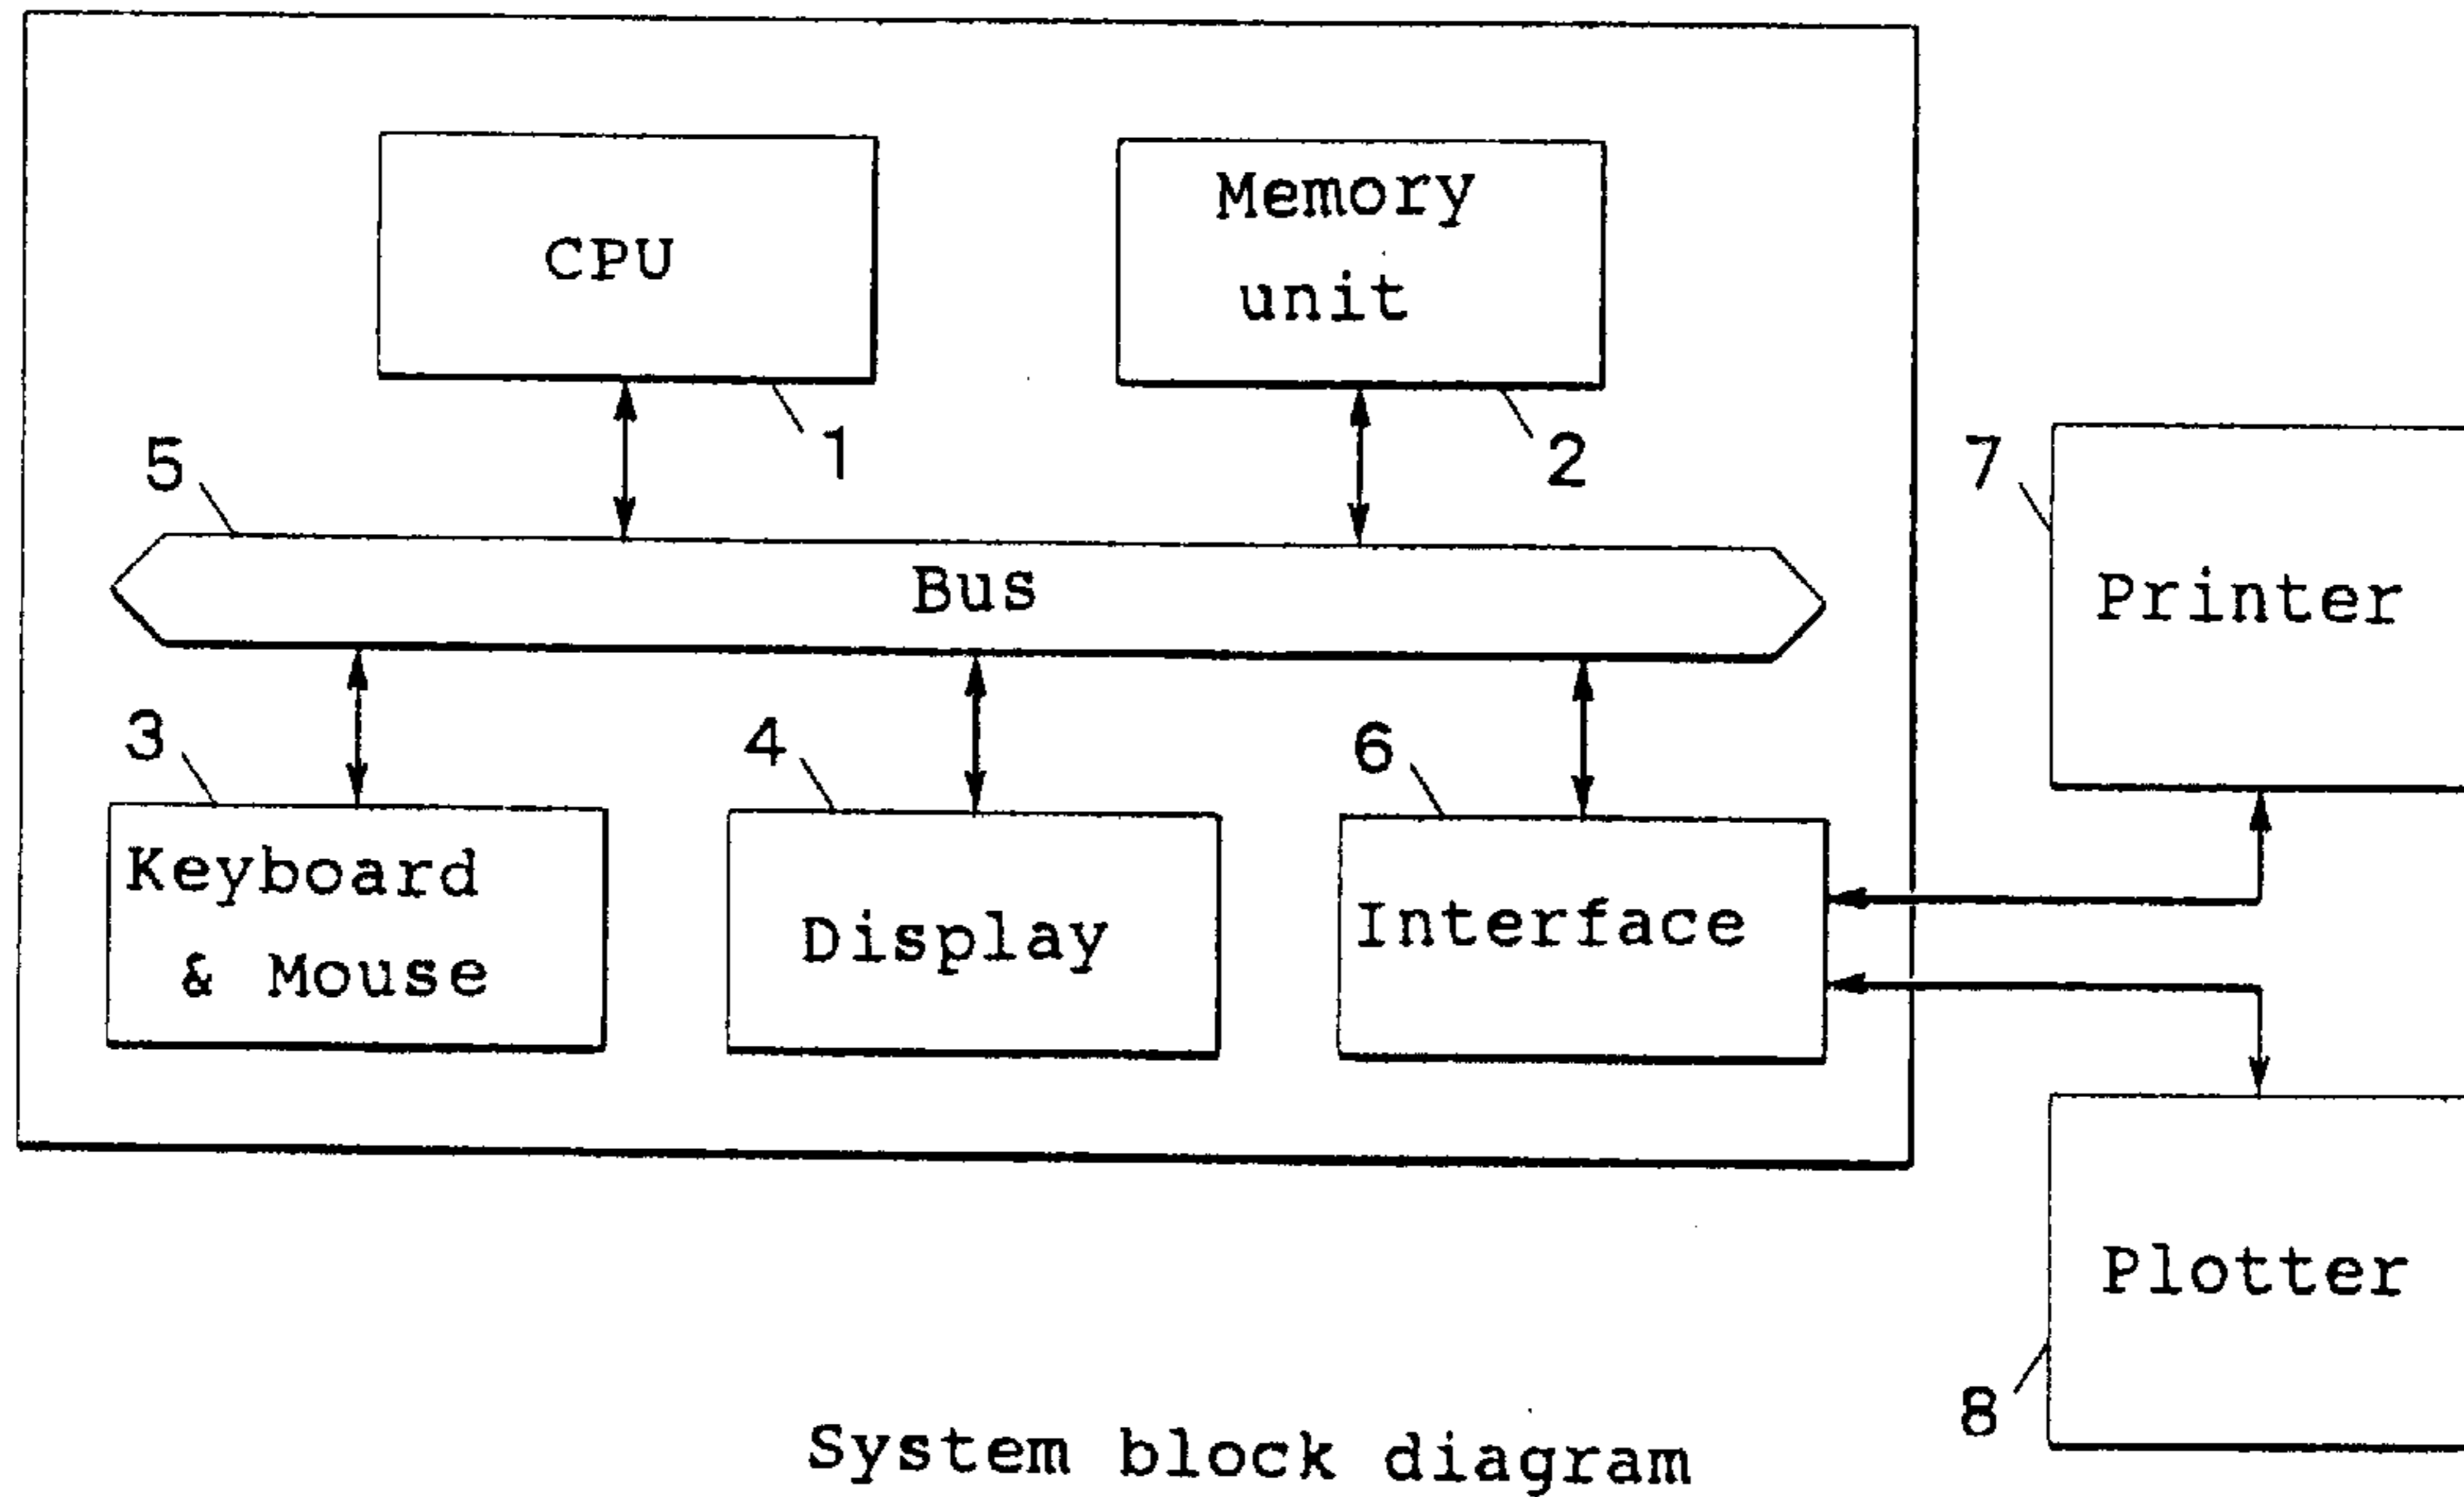 CPU
1
Memory
unit
2
5
Bus
7
Printer
3
Keyboard
& Mouse
4
Display
6
Interface
8
Plotter
System block diagram